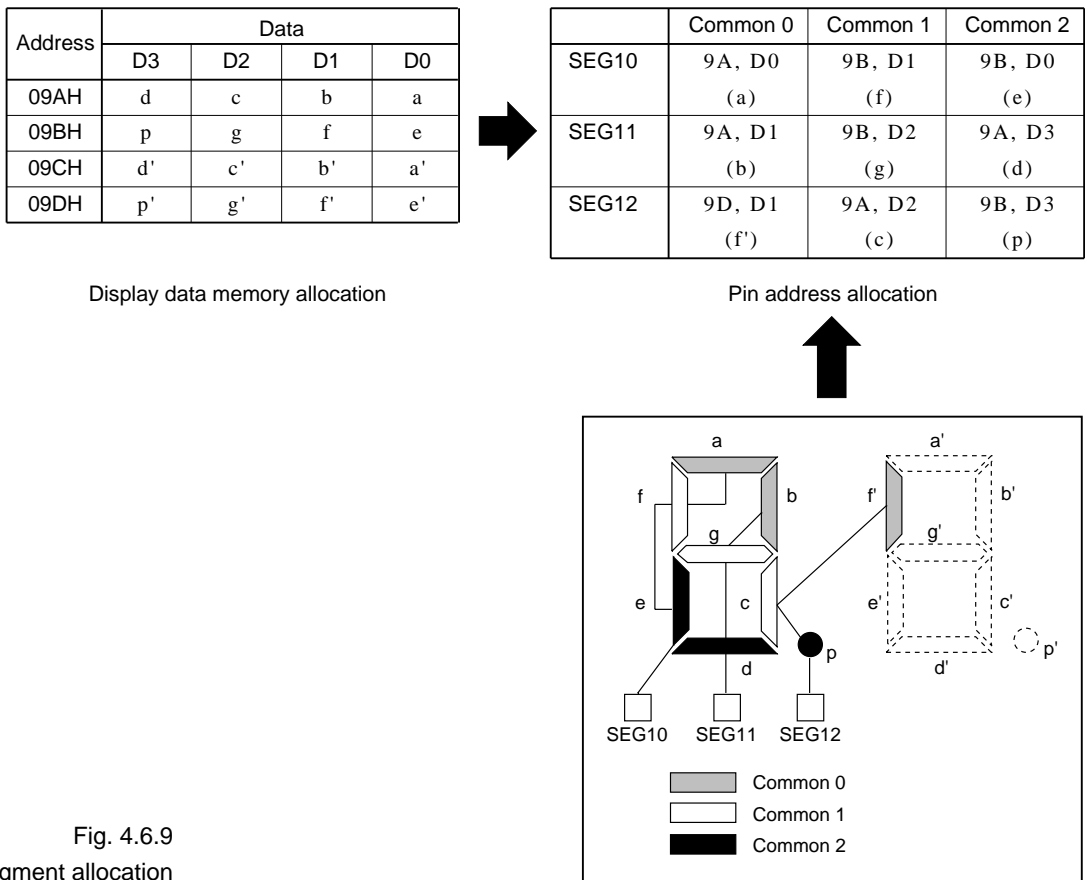 Address Data
D3 D2 D1 D0
09AH d c b a
09BH p g f e
09CH d' c' b' a'
09DH p' g' f' e'
Display data memory allocation
Common 0 Common 1 Common 2
SEG10 9A, D0 9B, D1 9B, D0
(a) (f) (e)
SEG11 9A, D1 9B, D2 9A, D3
(b) (g) (d)
SEG12 9D, D1 9A, D2 9B, D3
(f') (c) (p)
Pin address allocation
a a'
f b f' b'
g g'
e c e' c'
p p'
d d'
SEG10 SEG11 SEG12
Common 0
Common 1
Common 2
Fig. 4.6.9
gment allocation